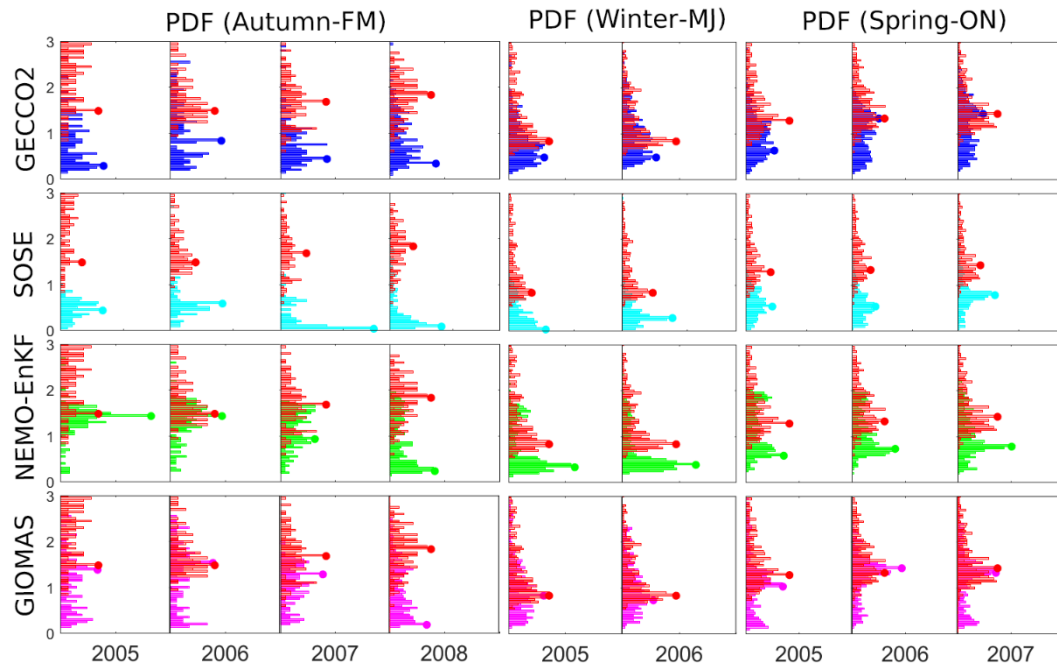 PDF (Autumn-FM) PDF (Winter-MJ) PDF (Spring-ON)
GECCO2
3
2
1
0
SOSE
3
2
1
0
NEMO-EnKF
3
2
1
0
GIOMAS
3
2
1
0
2005 2006 2007 2008 2005 2006 2005 2006 2007